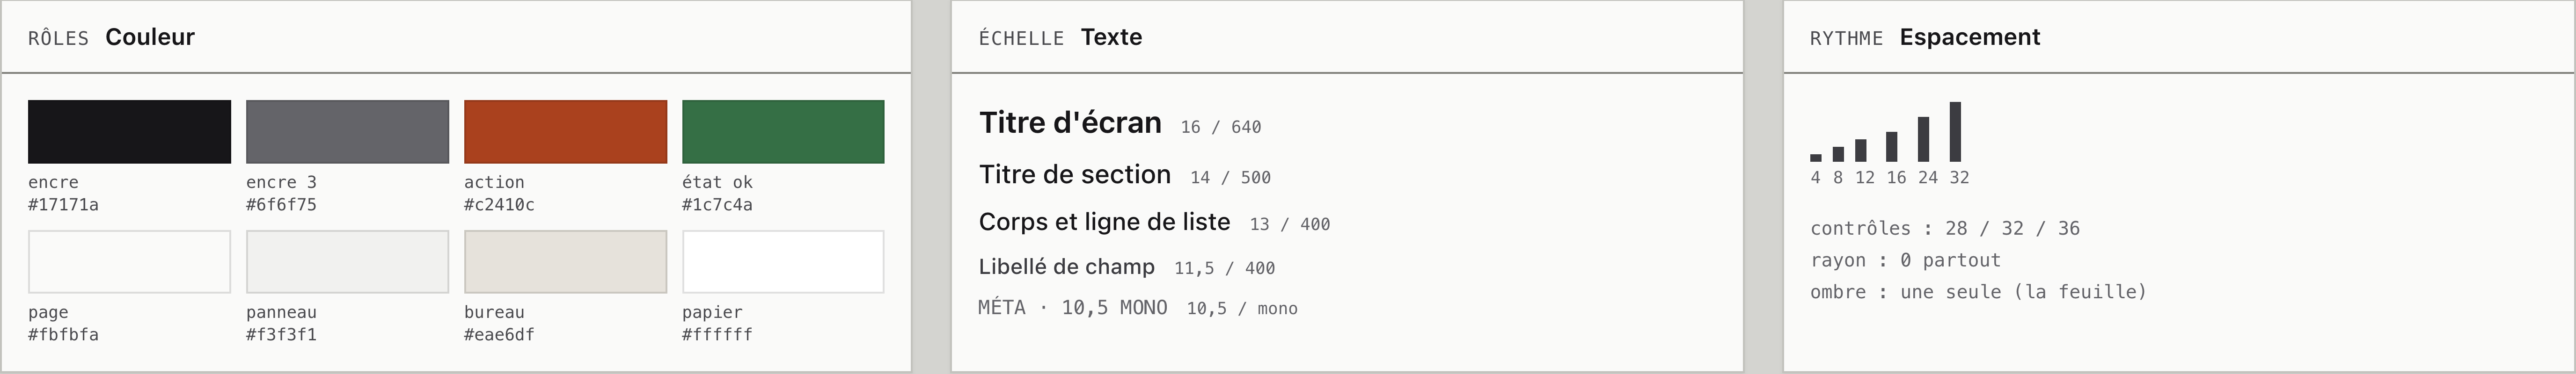 RÔLES Couleur
encre
#17171a
encre 3
#6f6f75
action
#c2410c
état ok
#1c7c4a
page
#fbfbfa
panneau
#f3f3f1
bureau
#eae6df
papier
#ffffff
ÉCHELLE Texte
Titre d'écran 16 / 640
Titre de section 14 / 500
Corps et ligne de liste 13 / 400
Libellé de champ 11,5 / 400
MÉTA · 10,5 MONO 10,5 / mono
RYTHME Espacement
4 8 12 16 24 32
contrôles : 28 / 32 / 36
rayon : 0 partout
ombre : une seule (la feuille)